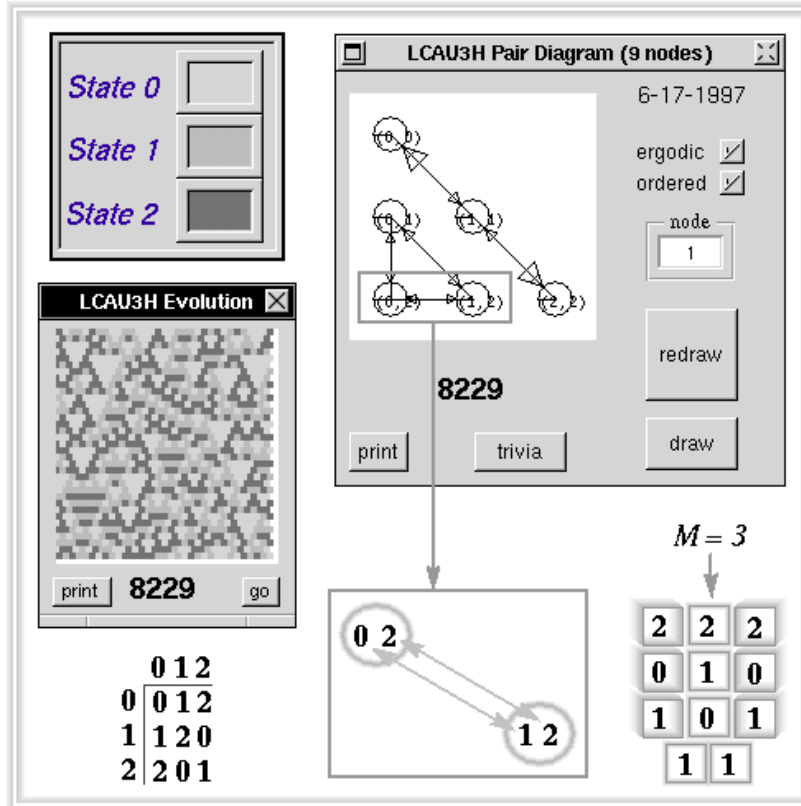 State 0
State 1
State 2
LCAU3H Pair Diagram (9 nodes)
6-17-1997
ergodic
ordered
node
1
(0,0)
(0,1) (1,1)
(0,2) (1,2) (2,2)
redraw
8229
print trivia draw
LCAU3H Evolution
print 8229 go
0 1 2
0 0 1 2
1 1 2 0
2 2 0 1
0 2
1 2
M = 3
2 2 2
0 1 0
1 0 1
1 1